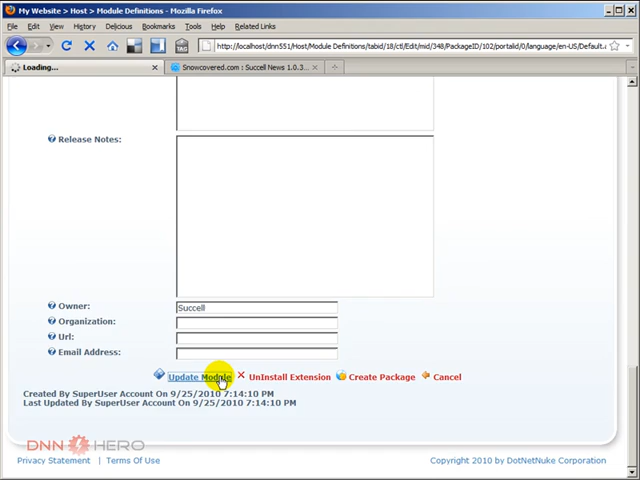 My Website > Host > Module Definitions - Mozilla Firefox
File Edit View History Bookmarks Tools Help Related Links
http://localhost/dnn551/Host/Module Definitions/tabid/18/ctl/Edit/mid/348/PackageID/102/portalid/0/language/en-US/Default.a
Loading... Snowcovered.com : Succell News 1.0.3...
Release Notes:
Owner: Succell
Organization:
Url:
Email Address:
Update Module UnInstall Extension Create Package Cancel
Created By SuperUser Account On 9/25/2010 7:14:10 PM
Last Updated By SuperUser Account On 9/25/2010 7:14:10 PM
DNN HERO
Privacy Statement | Terms Of Use Copyright 2010 by DotNetNuke Corporation